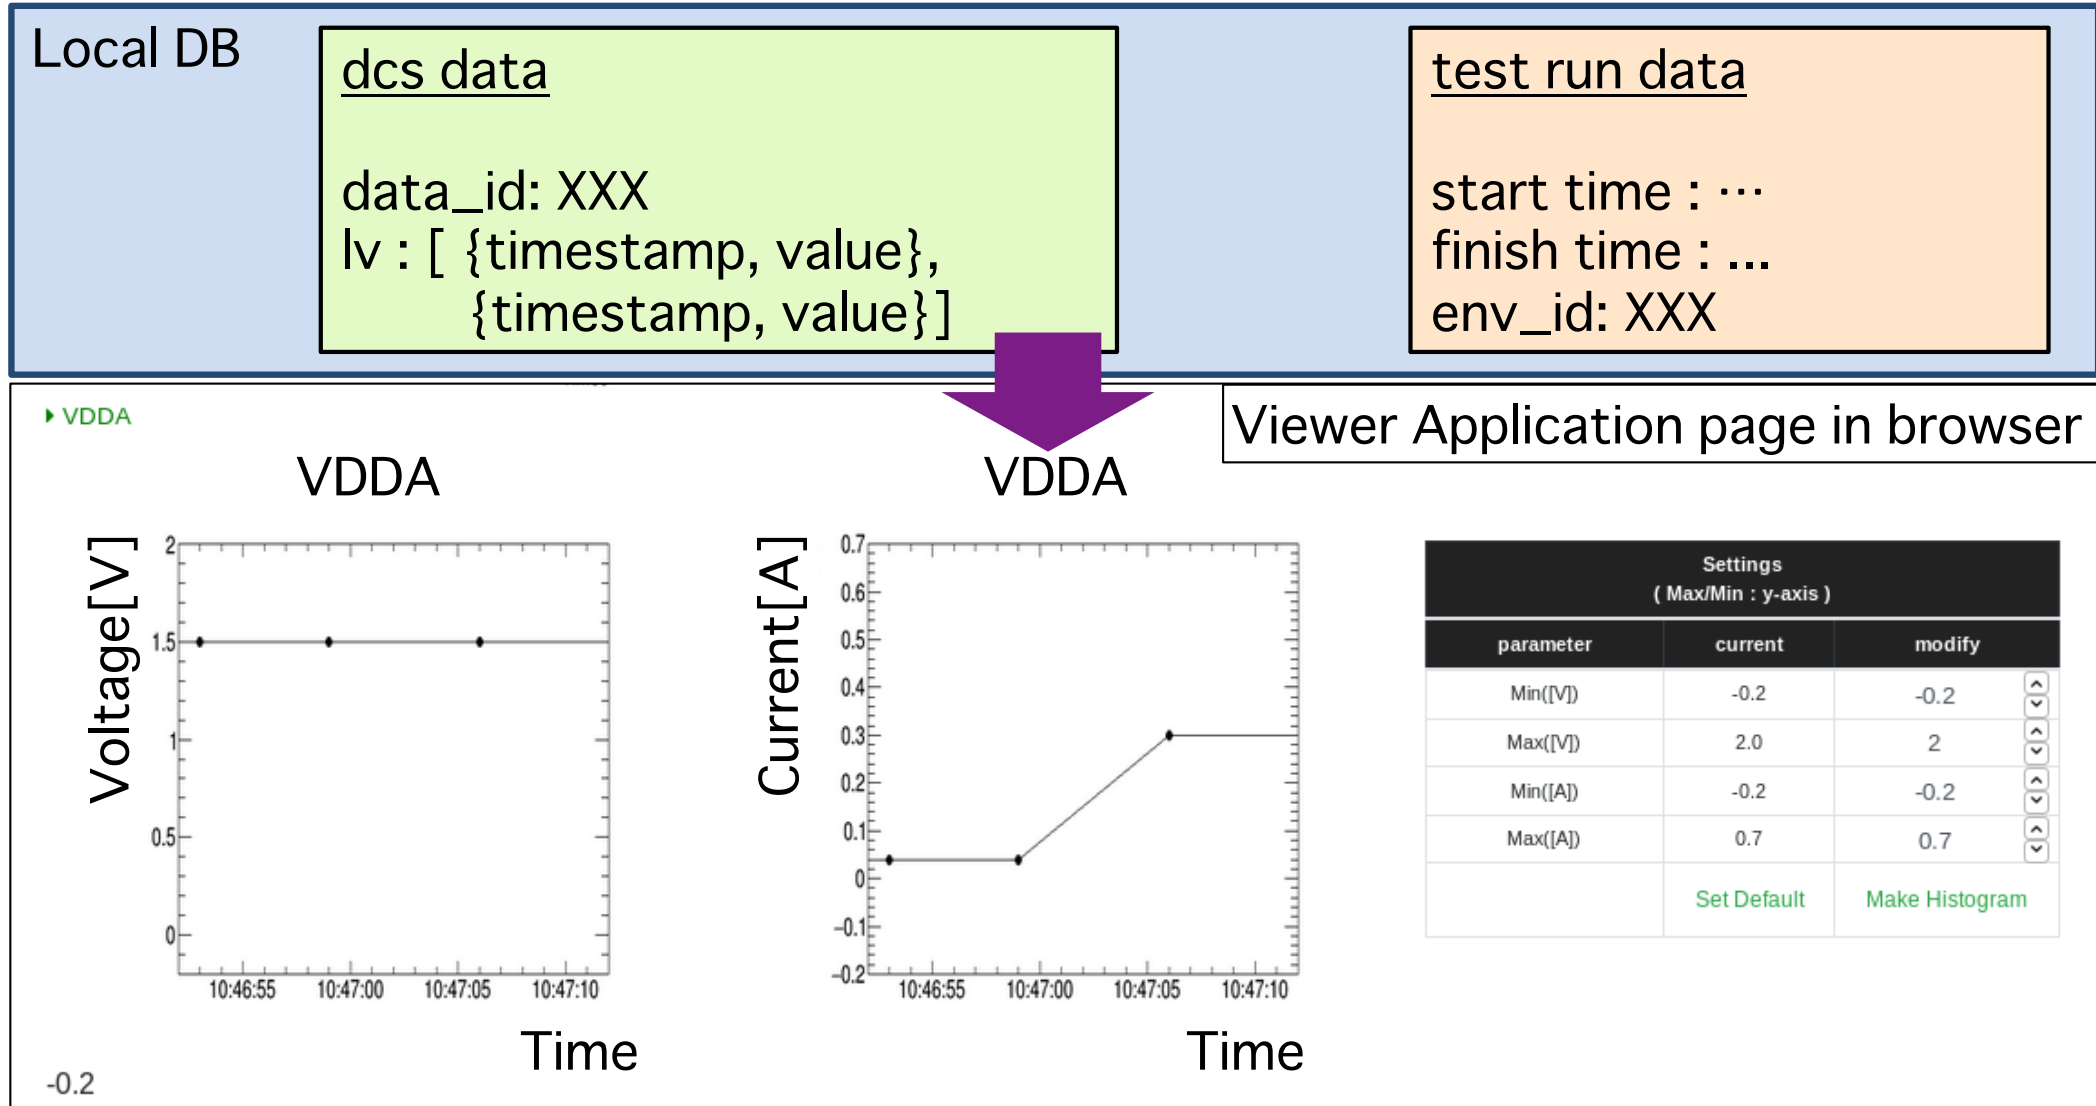 Local DB
dcs data
data_id: XXX
lv : [ {timestamp, value},
{timestamp, value}]
test run data
start time : ⋯
finish time : ...
env_id: XXX
Viewer Application page in browser
VDDA
VDDA
Voltage[V]
2
1.5
1
0.5
0
10:46:55 10:47:00 10:47:05 10:47:10
Time
VDDA
Current[A]
0.7
0.6
0.5
0.4
0.3
0.2
0.1
0
−0.1
−0.2
10:46:55 10:47:00 10:47:05 10:47:10
Time
Settings
( Max/Min : y-axis )
parameter current modify
Min([V]) -0.2 -0.2
Max([V]) 2.0 2
Min([A]) -0.2 -0.2
Max([A]) 0.7 0.7
Set Default Make Histogram
-0.2